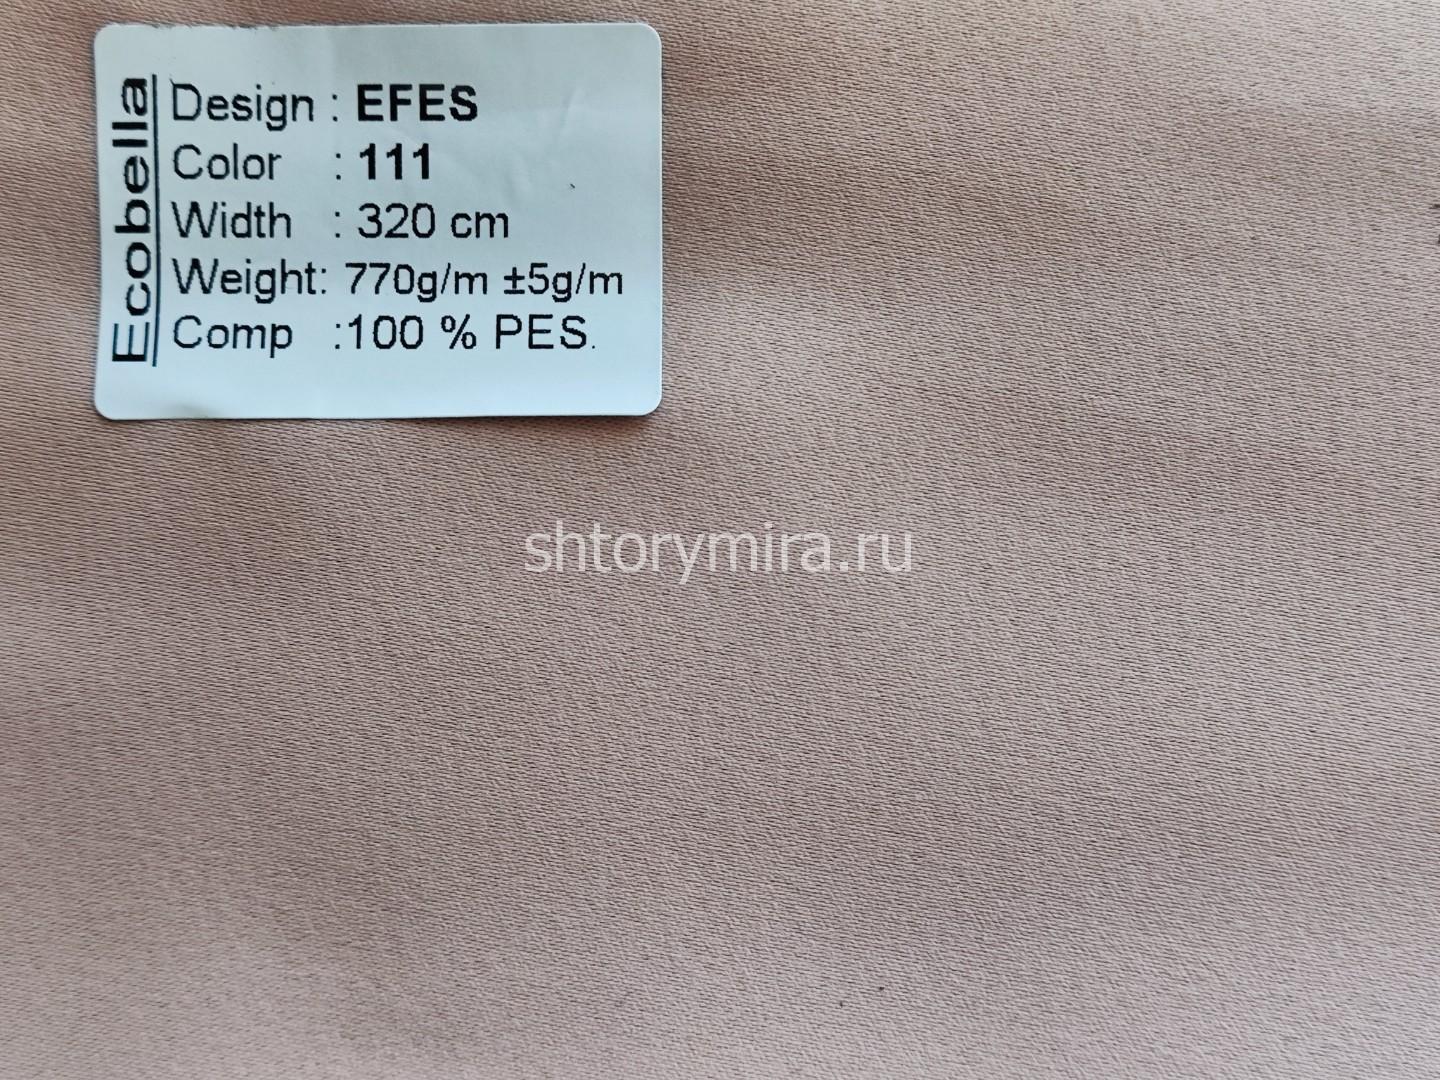 Ecobella
Design : EFES
Color : 111
Width : 320 cm
Weight: 770g/m ±5g/m
Comp :100 % PES.
shtorymira.ru